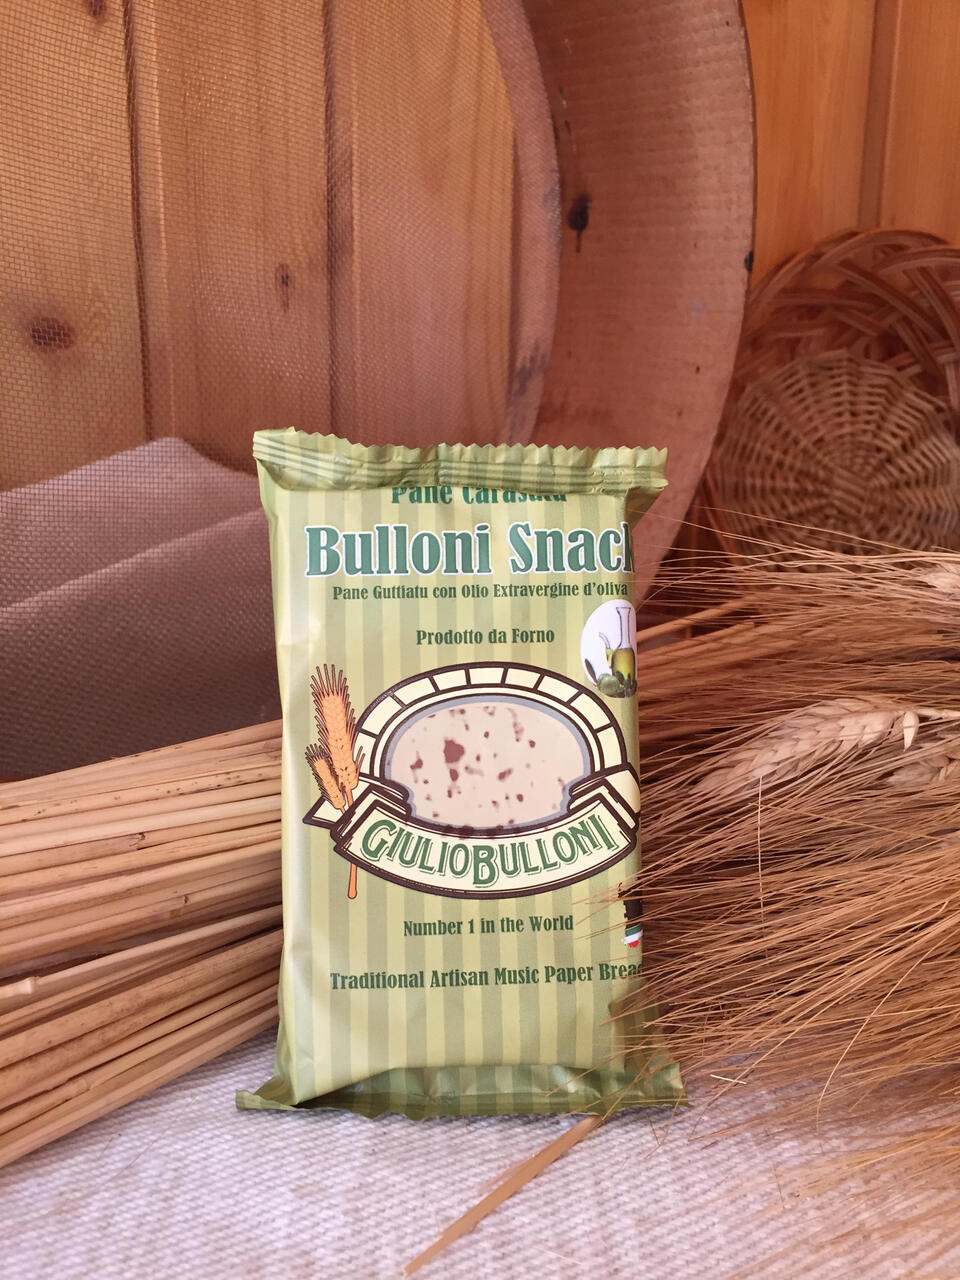 Pane Carasatu
Bulloni Snack
Pane Guttiatu con Olio Extravergine d'oliva
Prodotto da Forno
GIULIOBULLONI
Number 1 in the World
Traditional Artisan Music Paper Bread